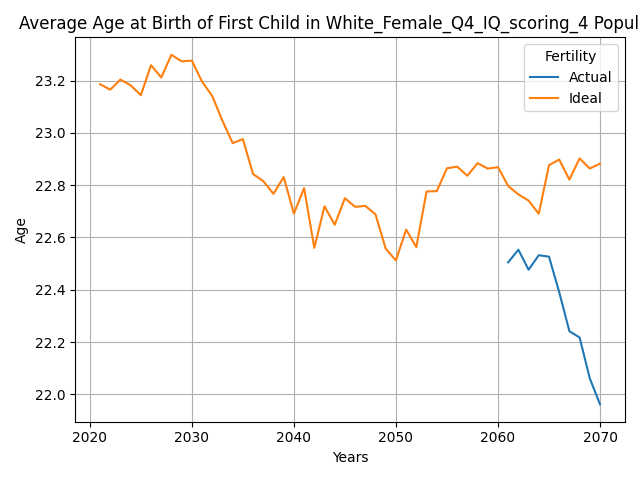 Average Age at Birth of First Child in White_Female_Q4_IQ_scoring_4 Popul
Fertility
Actual
Ideal
23.2
23.0
22.8
22.6
22.4
22.2
22.0
Age
2020 2030 2040 2050 2060 2070
Years